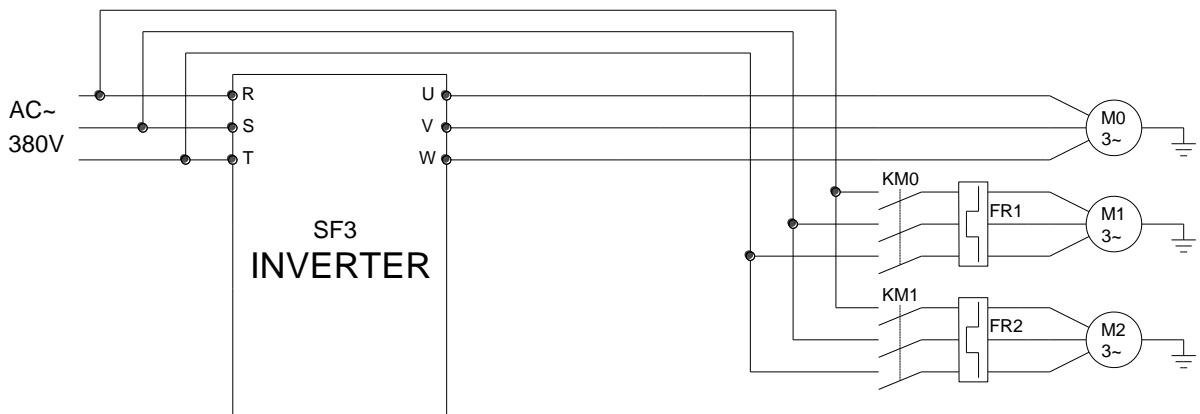 AC~
380V
R
S
T
U
V
W
SF3
INVERTER
M0
3~
KM0
FR1
M1
3~
KM1
FR2
M2
3~